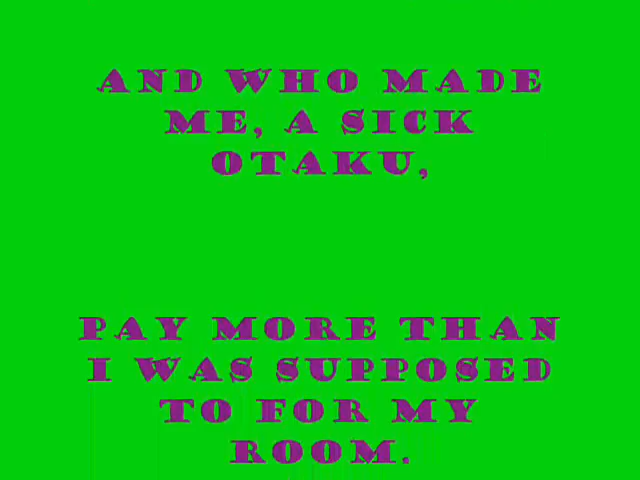 AND WHO MADE
ME, A SICK
OTAKU,
PAY MORE THAN
I WAS SUPPOSED
TO FOR MY
ROOM.